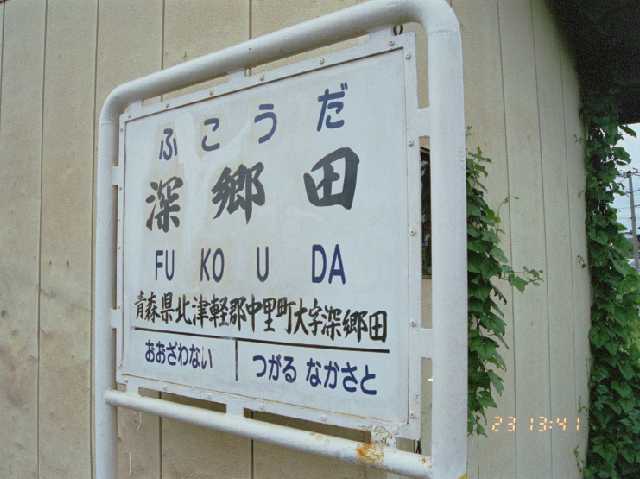 ふこうだ
深郷田
FU KO U DA
青森県北津軽郡中里町大字深郷田
おおざわない つがるなかさと
23 13:41